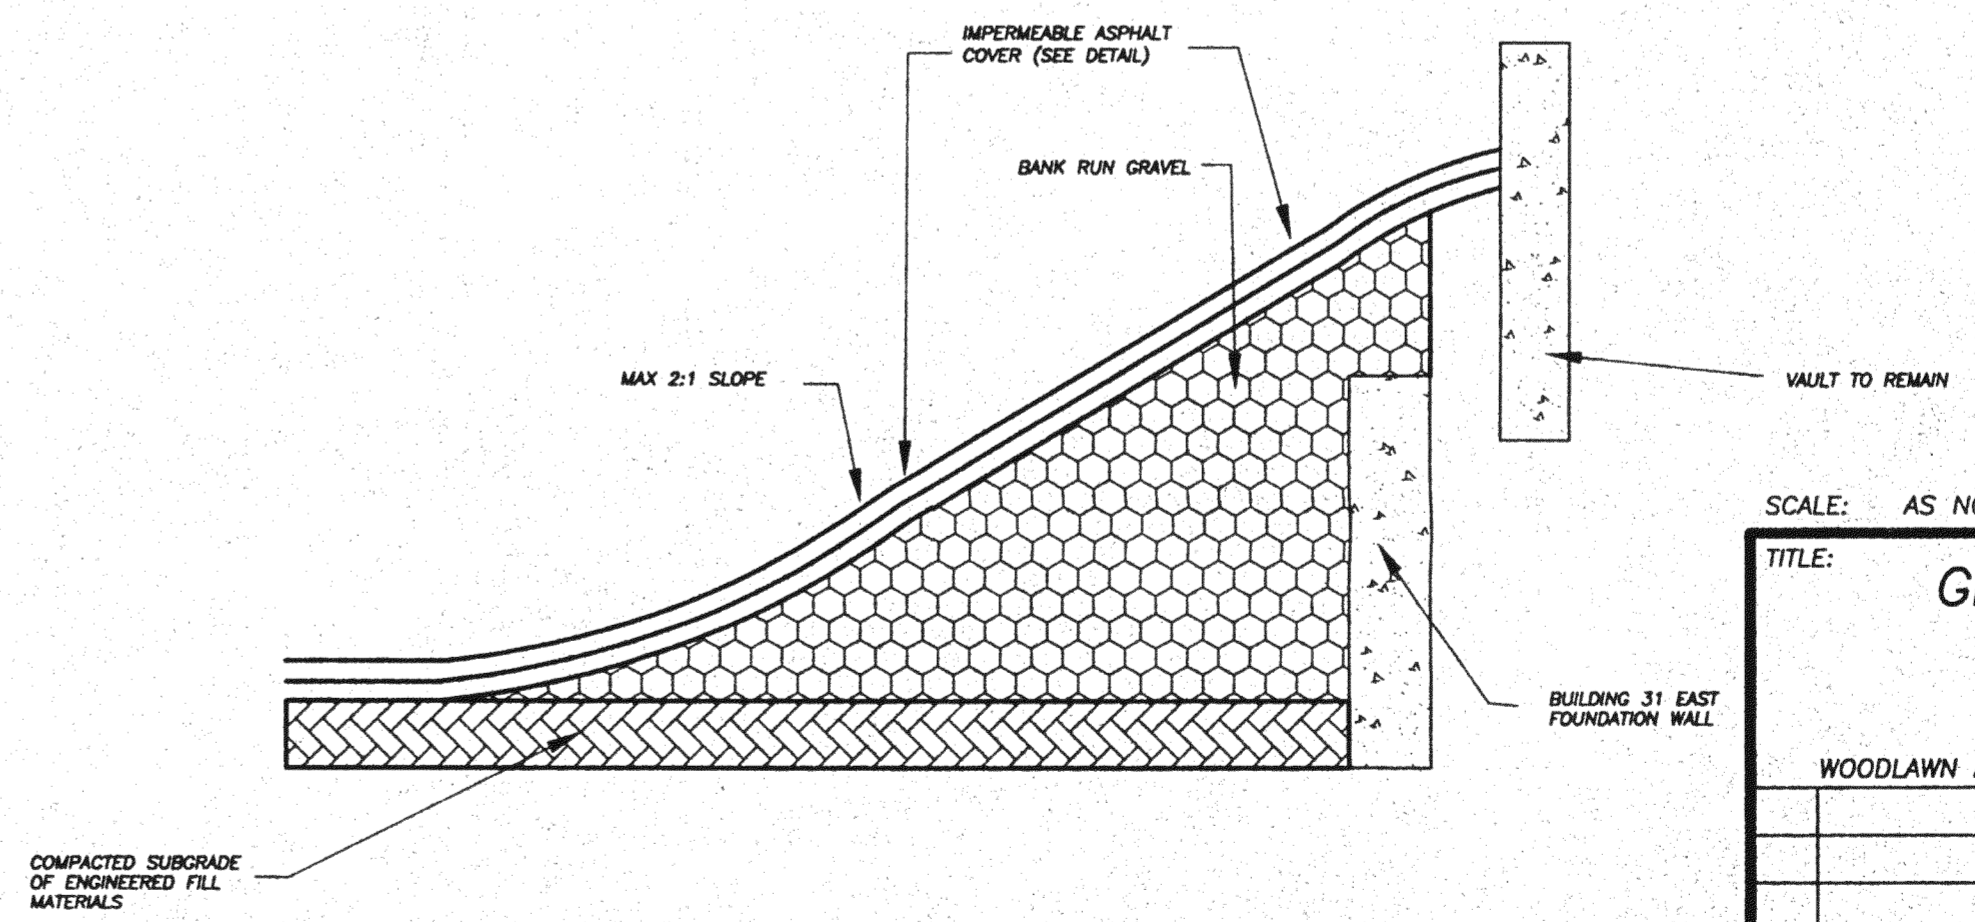 IMPERMEABLE ASPHALT
COVER (SEE DETAIL)
BANK RUN GRAVEL
MAX 2:1 SLOPE
VAULT TO REMAIN
SCALE: AS
TITLE:
BUILDING 31 EAST
FOUNDATION WALL
WOODLAWN
COMPACTED SUBGRADE
OF ENGINEERED FILL
MATERIALS